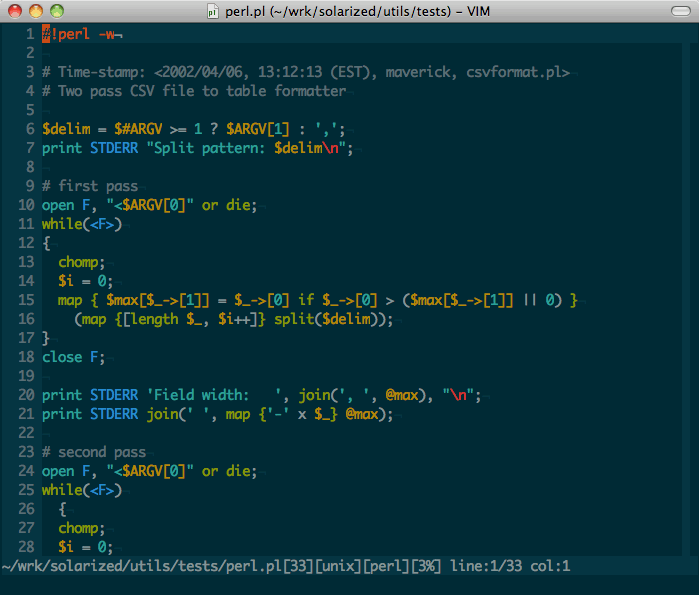 perl.pl (~/wrk/solarized/utils/tests) – VIM
1 #!perl -w¬
2 ¬
3 # Time-stamp: <2002/04/06, 13:12:13 (EST), maverick, csvformat.pl>¬
4 # Two pass CSV file to table formatter¬
5 ¬
6 $delim = $#ARGV >= 1 ? $ARGV[1] : ',';¬
7 print STDERR "Split pattern: $delim\n";¬
8 ¬
9 # first pass¬
10 open F, "<$ARGV[0]" or die;¬
11 while(<F>)¬
12 {¬
13   chomp;¬
14   $i = 0;¬
15   map { $max[$_->[1]] = $_->[0] if $_->[0] > ($max[$_->[1]] || 0) }¬
16     (map {[length $_, $i++]} split($delim));¬
17 }¬
18 close F;¬
19 ¬
20 print STDERR 'Field width:   ', join(', ', @max), "\n";¬
21 print STDERR join(' ', map {'-' x $_} @max);¬
22 ¬
23 # second pass¬
24 open F, "<$ARGV[0]" or die;¬
25 while(<F>)¬
26   {¬
27   chomp;¬
28   $i = 0;¬
~/wrk/solarized/utils/tests/perl.pl[33][unix][perl][3%] line:1/33 col:1